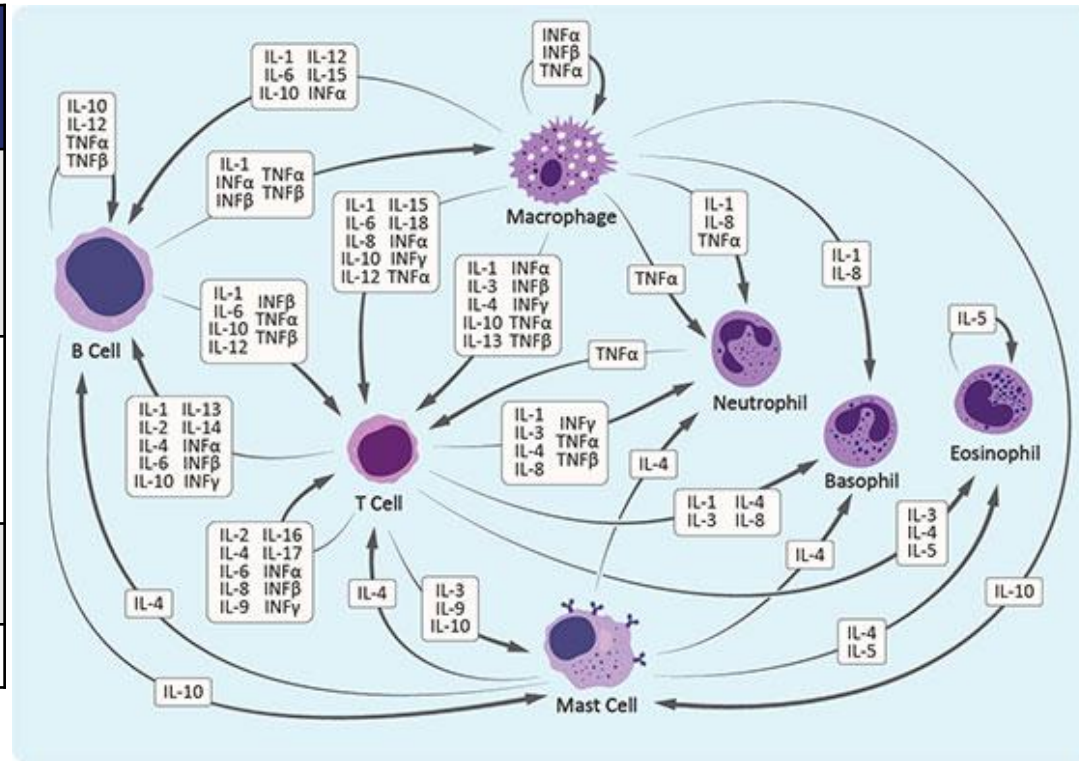 INFα
INFβ
TNFα
IL-1 IL-12
IL-6 IL-15
IL-10 INFα
IL-10
IL-12
TNFα
TNFβ
IL-1
INFα TNFα
INFβ TNFβ
Macrophage
IL-1 IL-15
IL-6 IL-18
IL-8 INFα
IL-10 INFγ
IL-12 TNFα
IL-1
IL-8
TNFα
IL-1
IL-8
IL-1 INFα
IL-3 INFβ
IL-4 INFγ
IL-10 TNFα
IL-13 TNFβ
TNFα
B Cell
IL-1
IL-6 INFβ
IL-10 TNFα
IL-12 TNFβ
TNFα
IL-5
Neutrophil
IL-1 IL-13
IL-2 IL-14
IL-4 INFα
IL-6 INFβ
IL-10 INFγ
IL-1
IL-3 INFγ
IL-4 TNFα
IL-8 TNFβ
Eosinophil
IL-4
Basophil
T Cell
IL-1 IL-4
IL-3 IL-8
IL-3
IL-4
IL-5
IL-2 IL-16
IL-4 IL-17
IL-6 INFα
IL-8 INFβ
IL-9 INFγ
IL-4
IL-4
IL-4
IL-3
IL-9
IL-10
IL-10
IL-4
IL-5
IL-10
Mast Cell